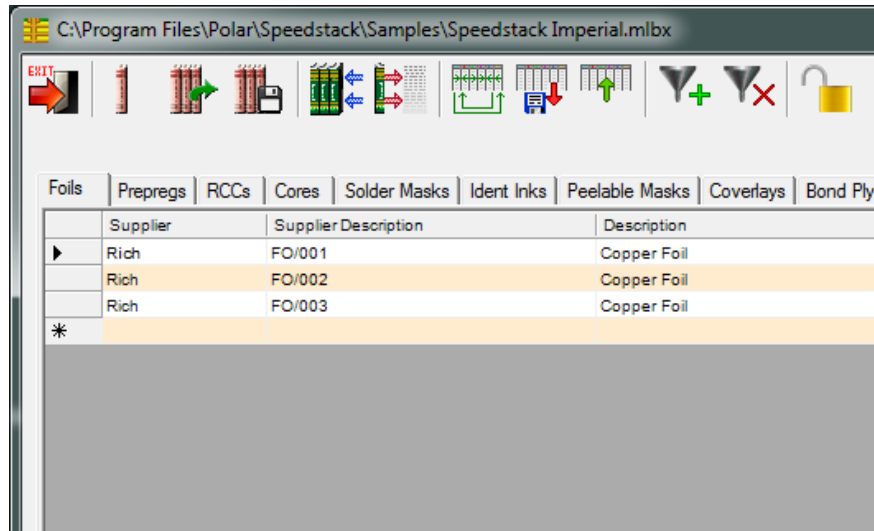 C:\Program Files\Polar\Speedstack\Samples\Speedstack Imperial.mlbx
EXIT
Foils Prepregs RCCs Cores Solder Masks Ident Inks Peelable Masks Coverlays Bond Ply
Supplier Supplier Description Description
Rich FO/001 Copper Foil
Rich FO/002 Copper Foil
Rich FO/003 Copper Foil